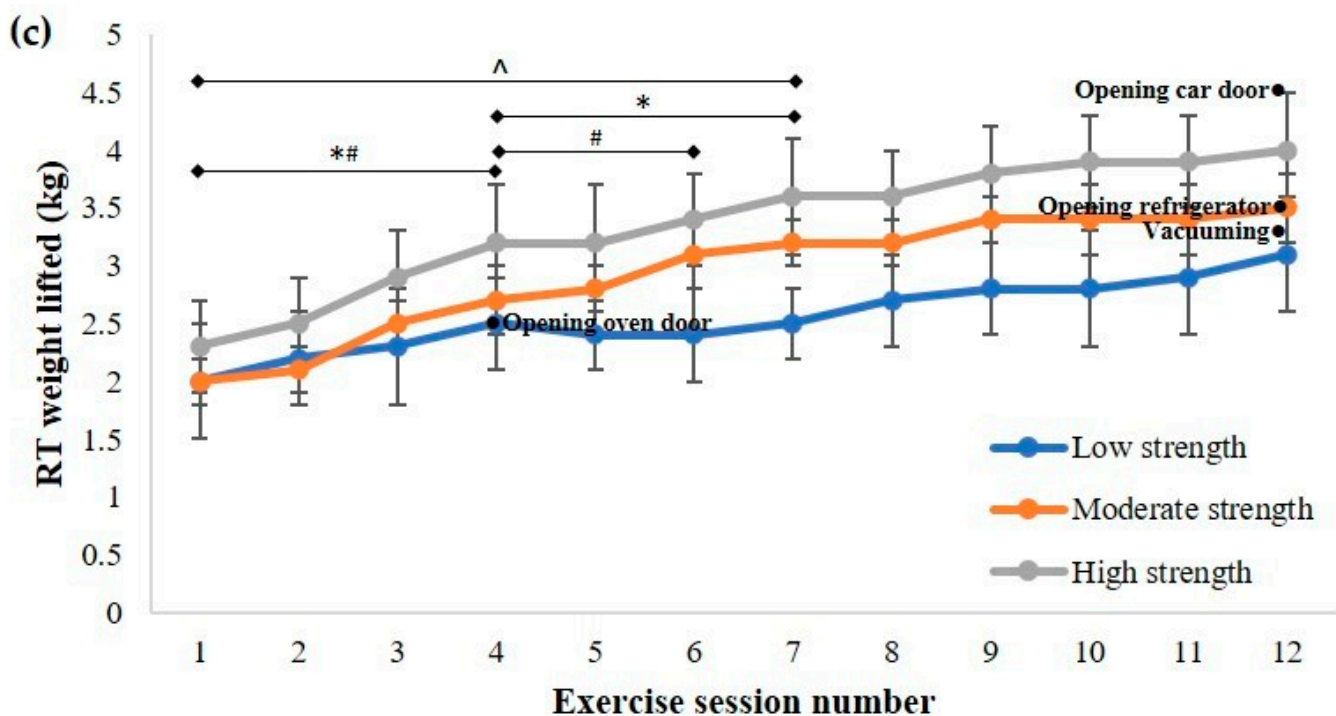 (c)
RT weight lifted (kg)
5
4.5
4
3.5
3
2.5
2
1.5
1
0.5
0
^
*
#
*#
Opening car door
Opening refrigerator
Vacuuming
Opening oven door
Low strength
Moderate strength
High strength
1 2 3 4 5 6 7 8 9 10 11 12
Exercise session number